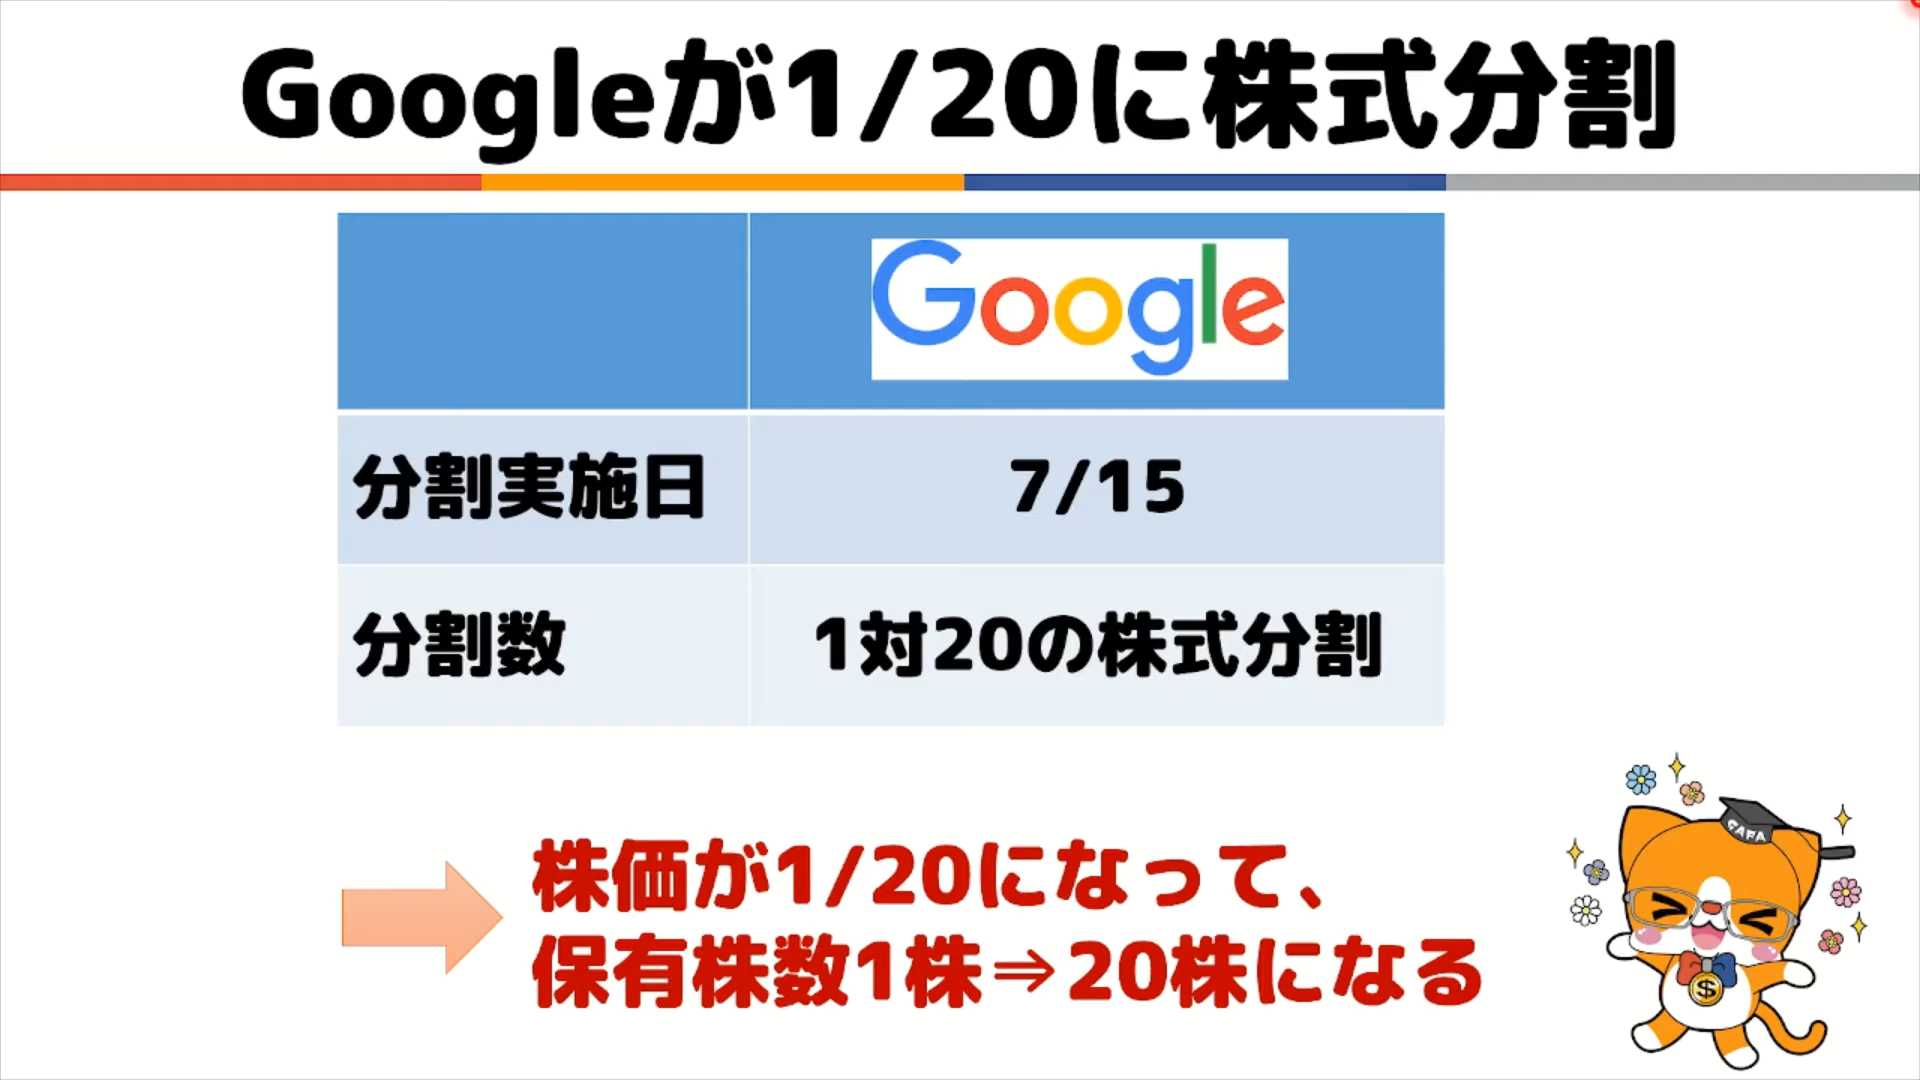 Googleが1/20に株式分割
Google
分割実施日 7/15
分割数 1対20の株式分割
株価が1/20になって、
保有株数1株⇒20株になる
GAFA
$